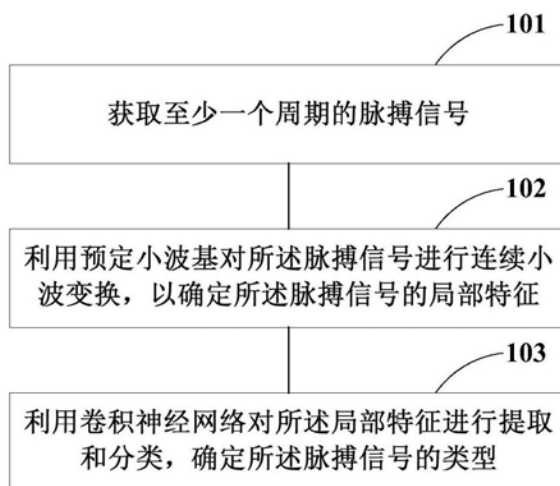 101
获取至少一个周期的脉搏信号
102
利用预定小波基对所述脉搏信号进行连续小
波变换，以确定所述脉搏信号的局部特征
103
利用卷积神经网络对所述局部特征进行提取
和分类，确定所述脉搏信号的类型